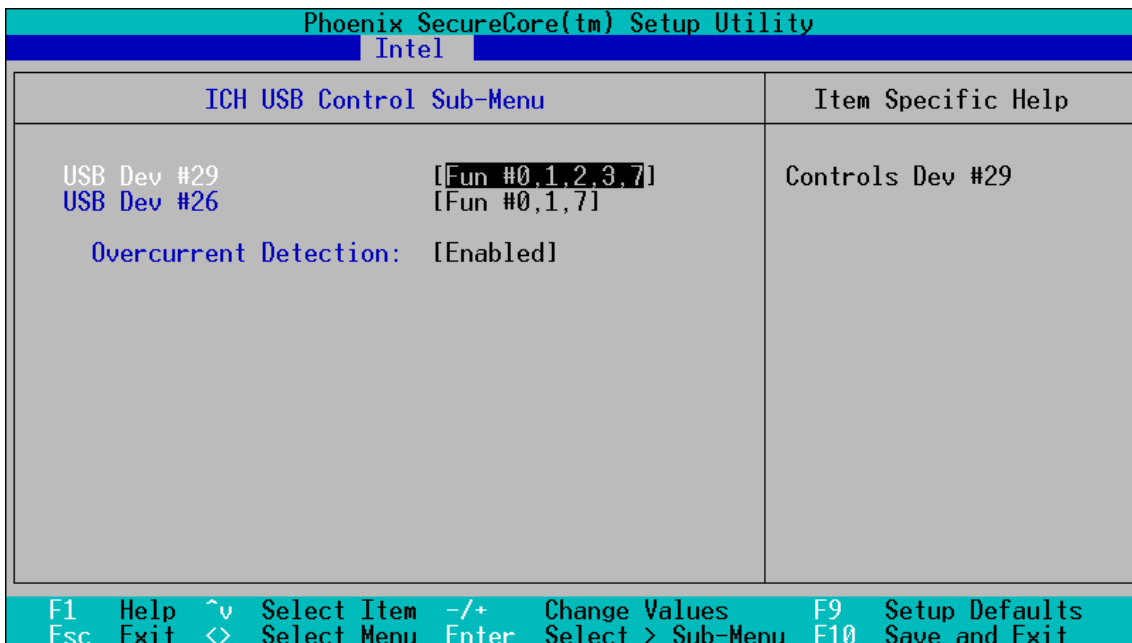 Phoenix SecureCore(tm) Setup Utility
Intel
ICH USB Control Sub-Menu
Item Specific Help
USB Dev #29 [Fun #0,1,2,3,7]
Controls Dev #29
USB Dev #26 [Fun #0,1,7]
Overcurrent Detection: [Enabled]
F1 Help ^v Select Item -/+ Change Values F9 Setup Defaults
Esc Exit <> Select Menu Enter Select > Sub-Menu F10 Save and Exit